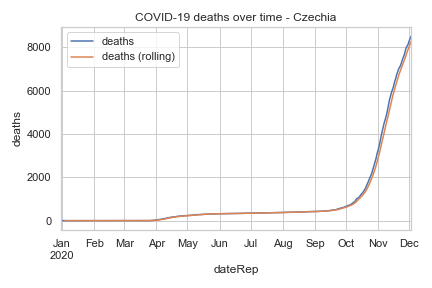 COVID-19 deaths over time - Czechia
deaths
deaths (rolling)
8000
6000
4000
2000
0
deaths
Jan Feb Mar Apr May Jun Jul Aug Sep Oct Nov Dec
2020
dateRep